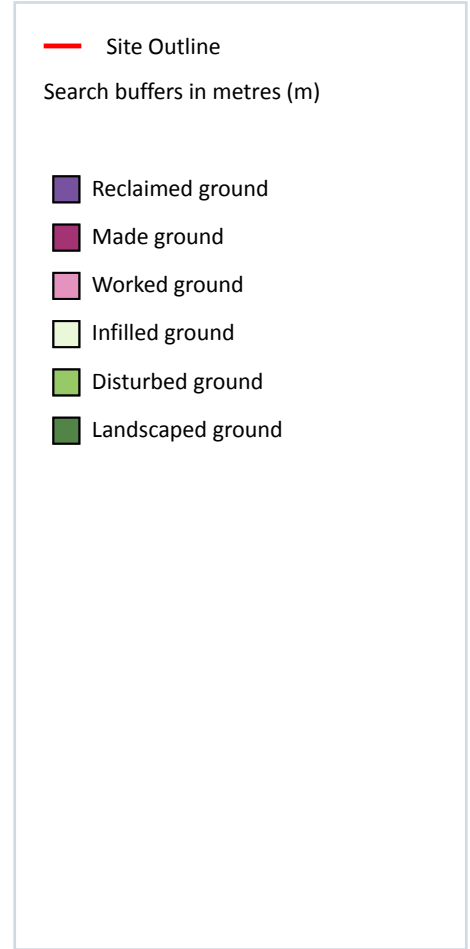 Site Outline
Search buffers in metres (m)
Reclaimed ground
Made ground
Worked ground
Infilled ground
Disturbed ground
Landscaped ground